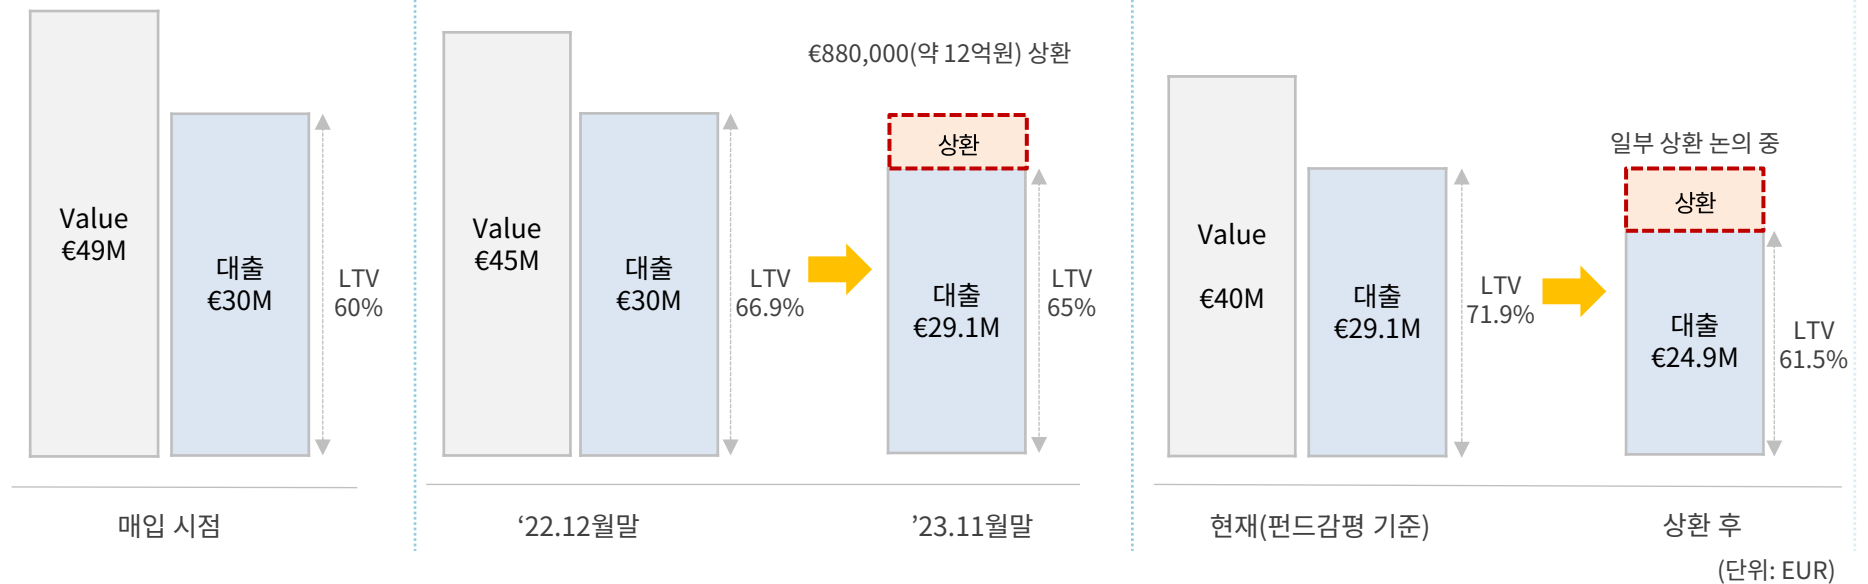 Value
€49M
대출
€30M
LTV
60%
매입 시점
Value
€45M
대출
€30M
LTV
66.9%
‘22.12월말
€880,000(약 12억원) 상환
상환
대출
€29.1M
LTV
65%
’23.11월말
Value
€40M
대출
€29.1M
LTV
71.9%
현재(펀드감평 기준)
일부 상환 논의 중
상환
대출
€24.9M
LTV
61.5%
상환 후
(단위: EUR)